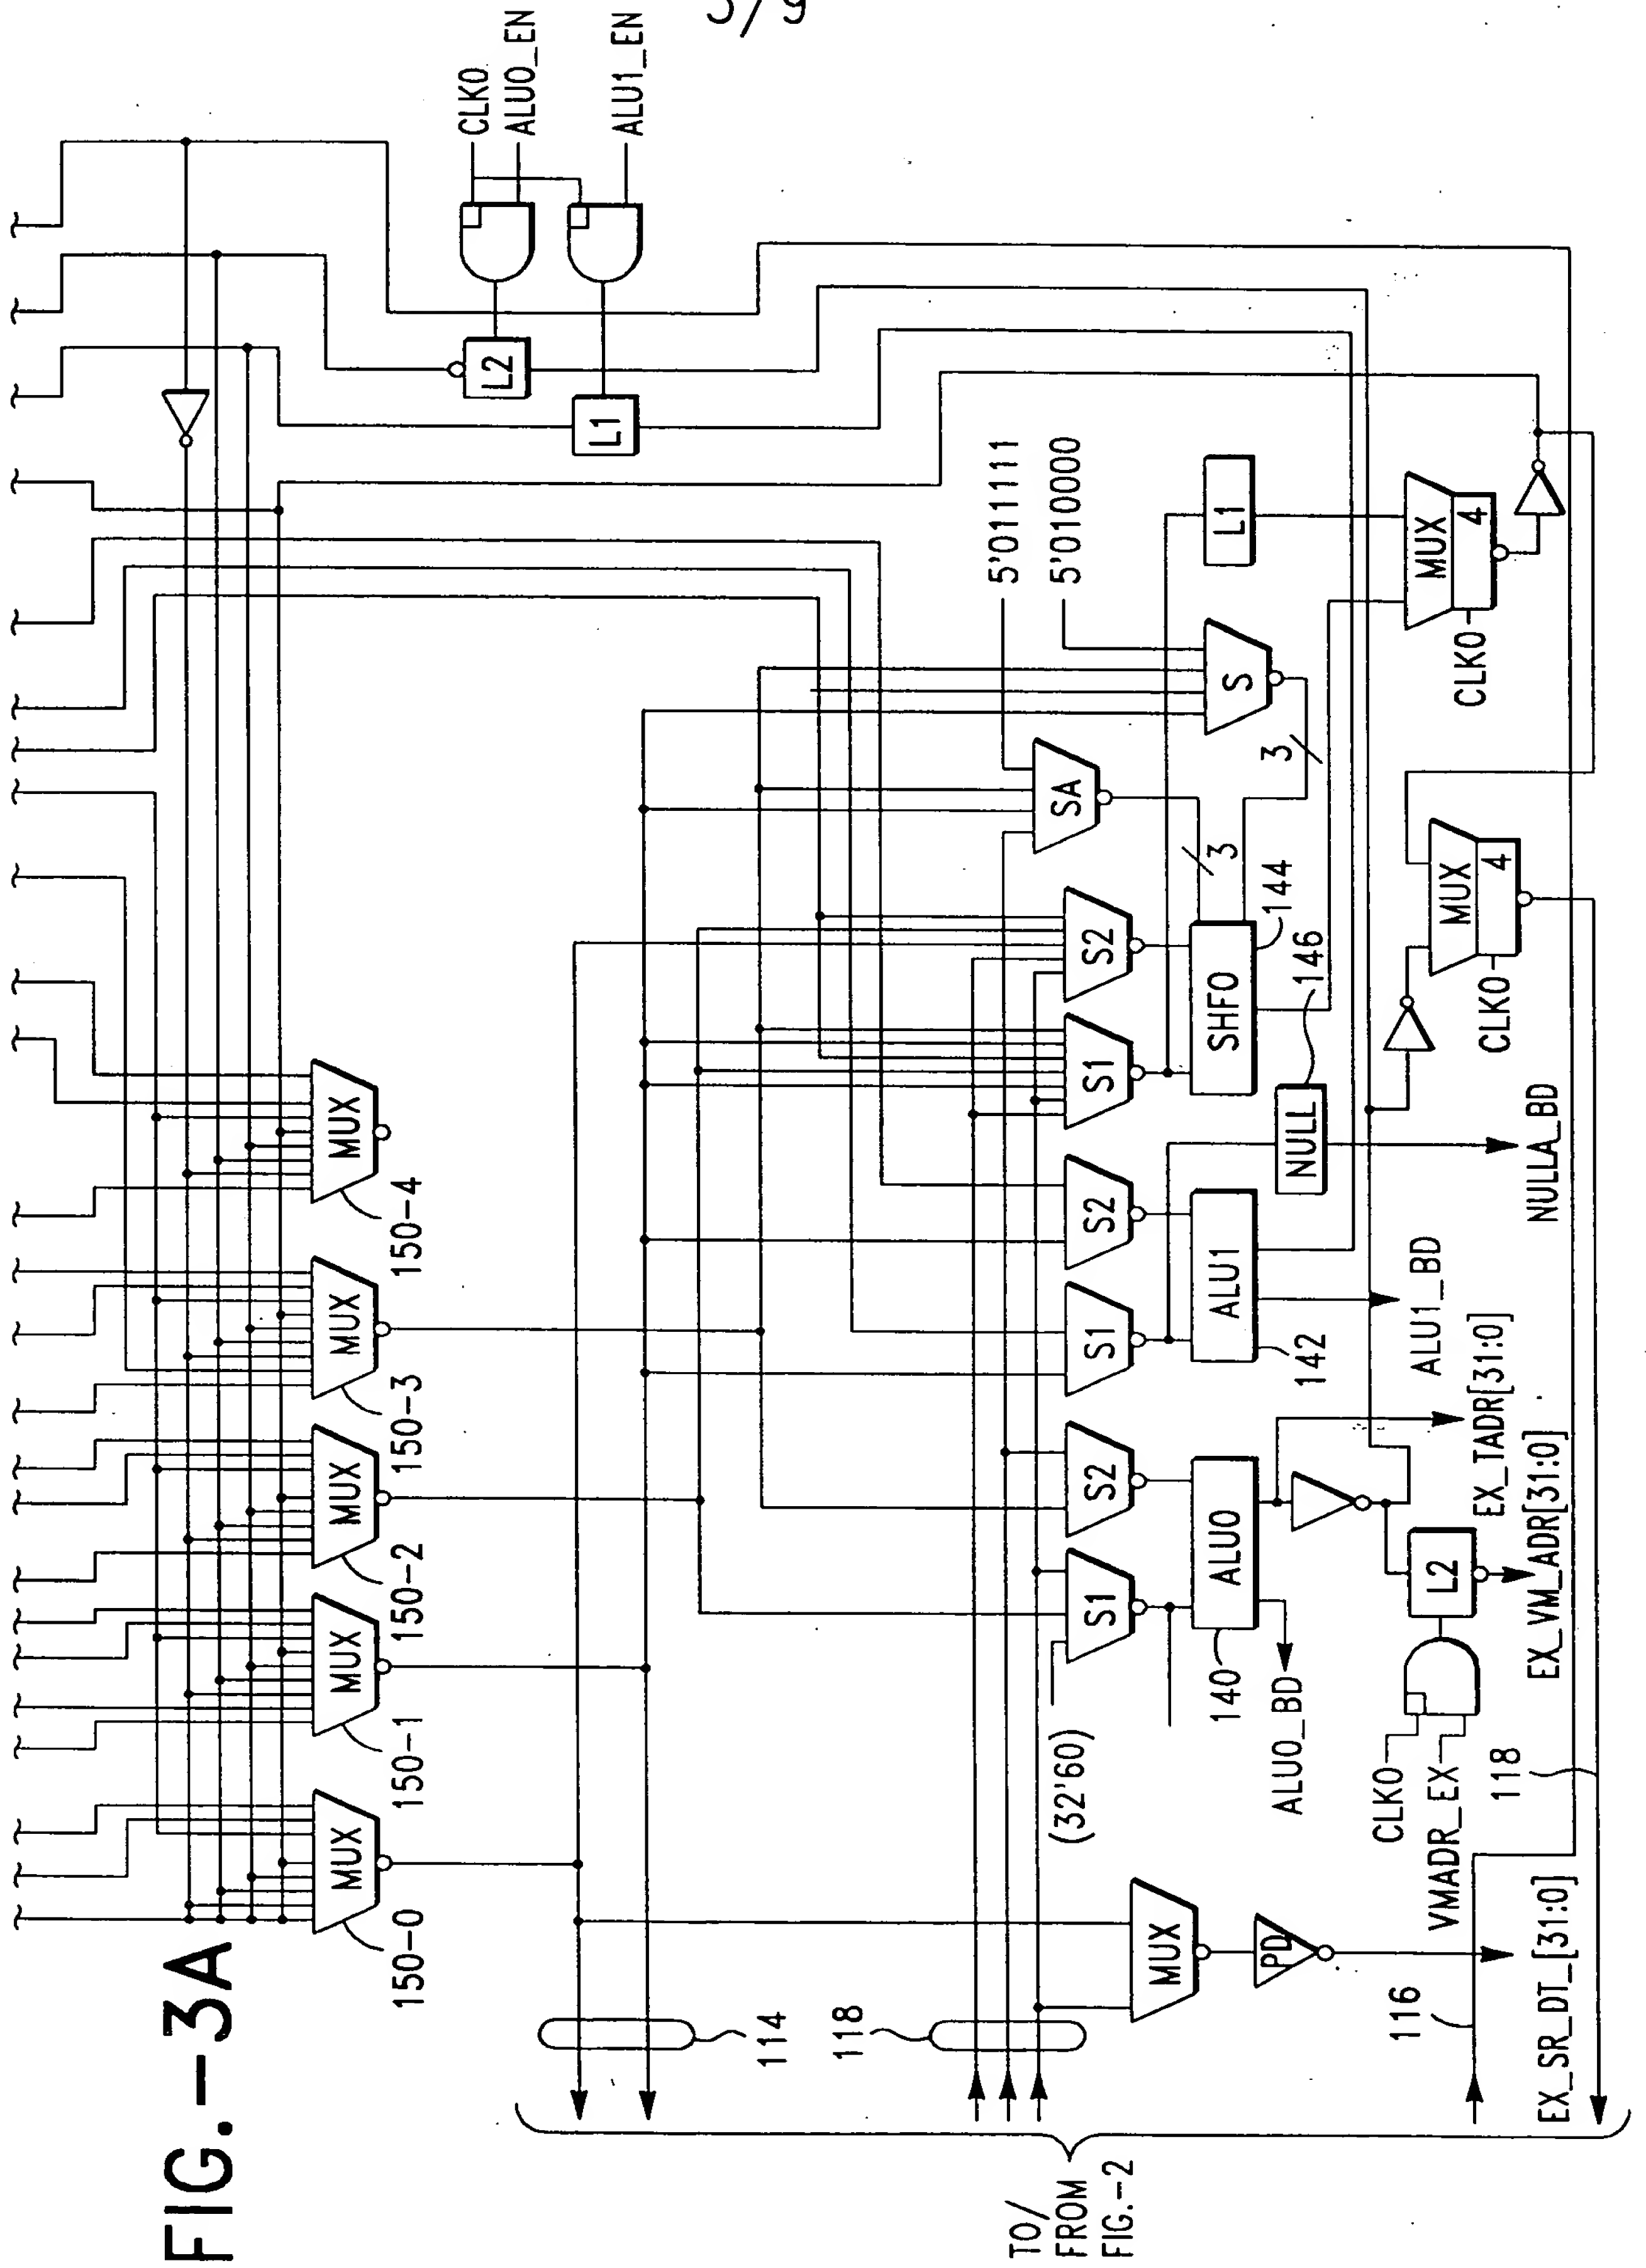 3/9
FIG.-3A
CLK0
ALU0_EN
ALU1_EN
L2
L1
MUX
150-0
MUX
150-1
MUX
150-2
MUX
150-3
MUX
150-4
114
118
TO/
FROM
FIG.-2
5'011111
5'010000
(32'60)
S1
S2
S1
S2
S1
S2
SA
S
L1
3
3
ALU0
140
ALU0_BD
ALU1
142
ALU1_BD
SHF0
144
NULL
146
NULLA_BD
MUX
PD
EX_SR_DT_[31:0]
116
118
CLK0
VMADR_EX
L2
EX_VM_ADR[31:0]
EX_TADR[31:0]
MUX
4
CLK0
MUX
4
CLK0